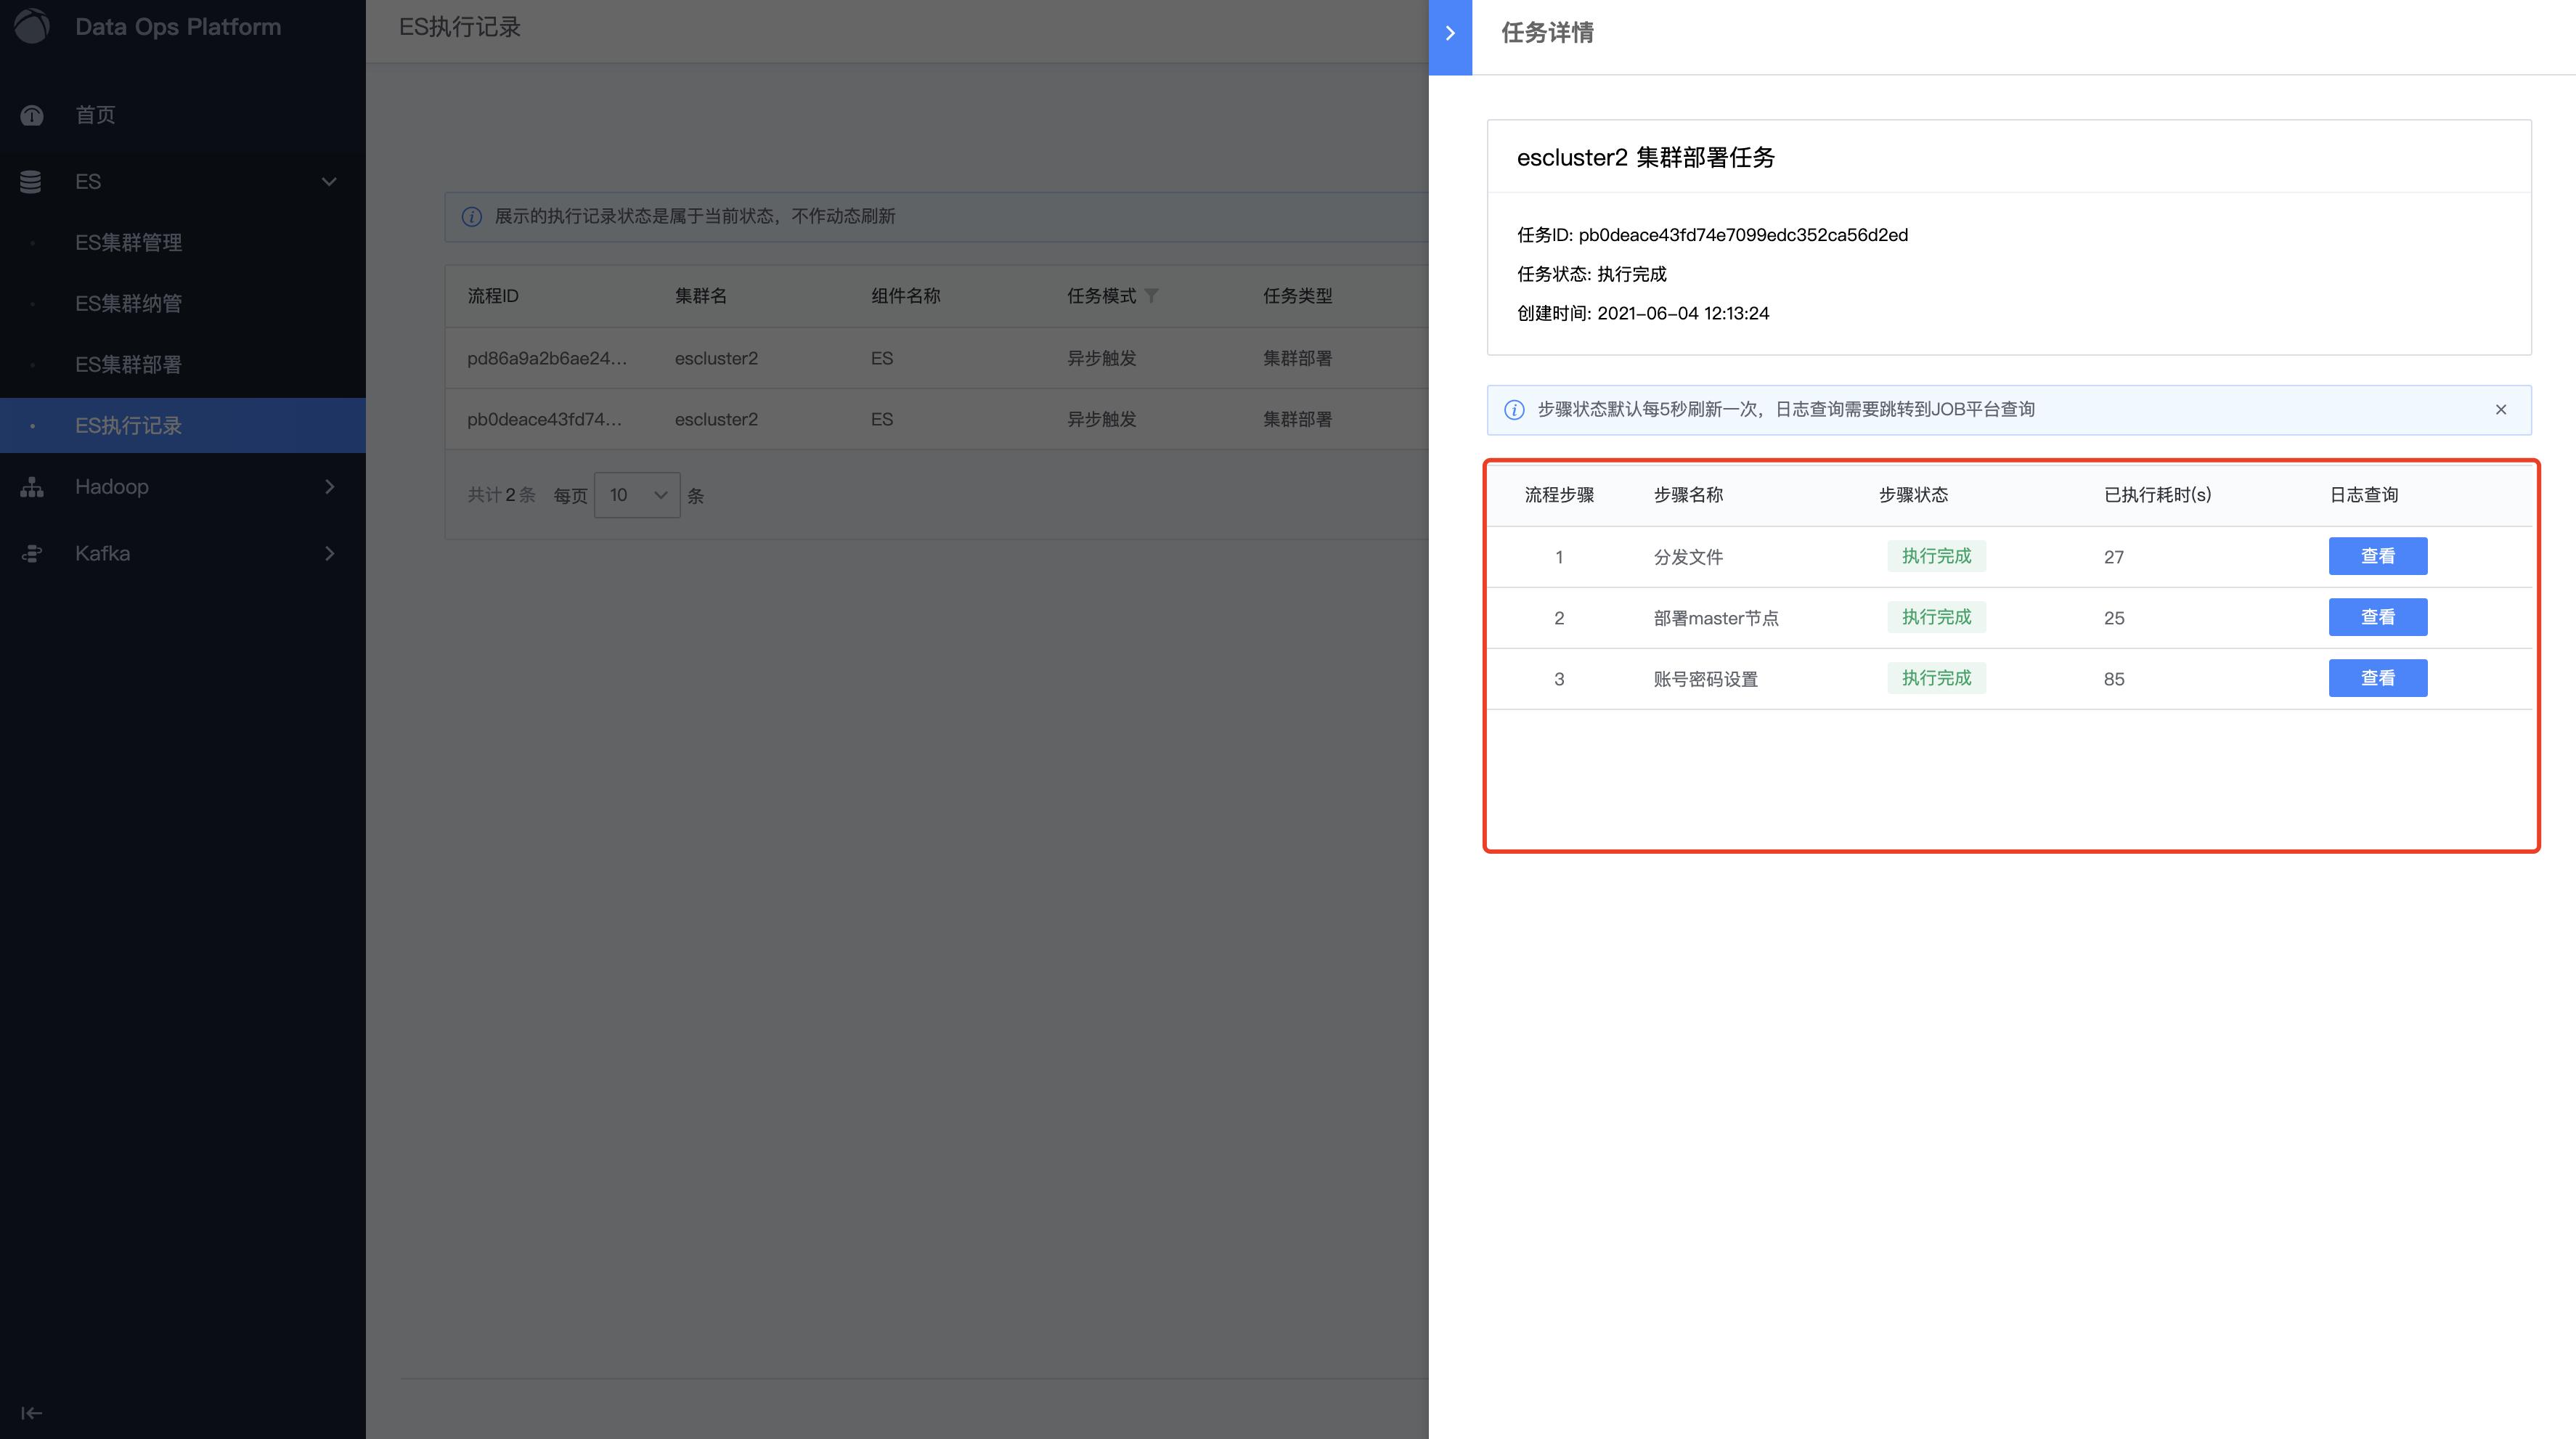 Data Ops Platform
首页
ES
ES集群管理
ES集群纳管
ES集群部署
ES执行记录
Hadoop
Kafka
ES执行记录
展示的执行记录状态是属于当前状态，不作动态刷新
流程ID 集群名 组件名称 任务模式 任务类型
pd86a9a2b6ae24... escluster2 ES 异步触发 集群部署
pb0deace43fd74... escluster2 ES 异步触发 集群部署
共计2条 每页 10 条
任务详情
escluster2 集群部署任务
任务ID: pb0deace43fd74e7099edc352ca56d2ed
任务状态: 执行完成
创建时间: 2021-06-04 12:13:24
步骤状态默认每5秒刷新一次，日志查询需要跳转到JOB平台查询
流程步骤 步骤名称 步骤状态 已执行耗时(s) 日志查询
1 分发文件 执行完成 27 查看
2 部署master节点 执行完成 25 查看
3 账号密码设置 执行完成 85 查看